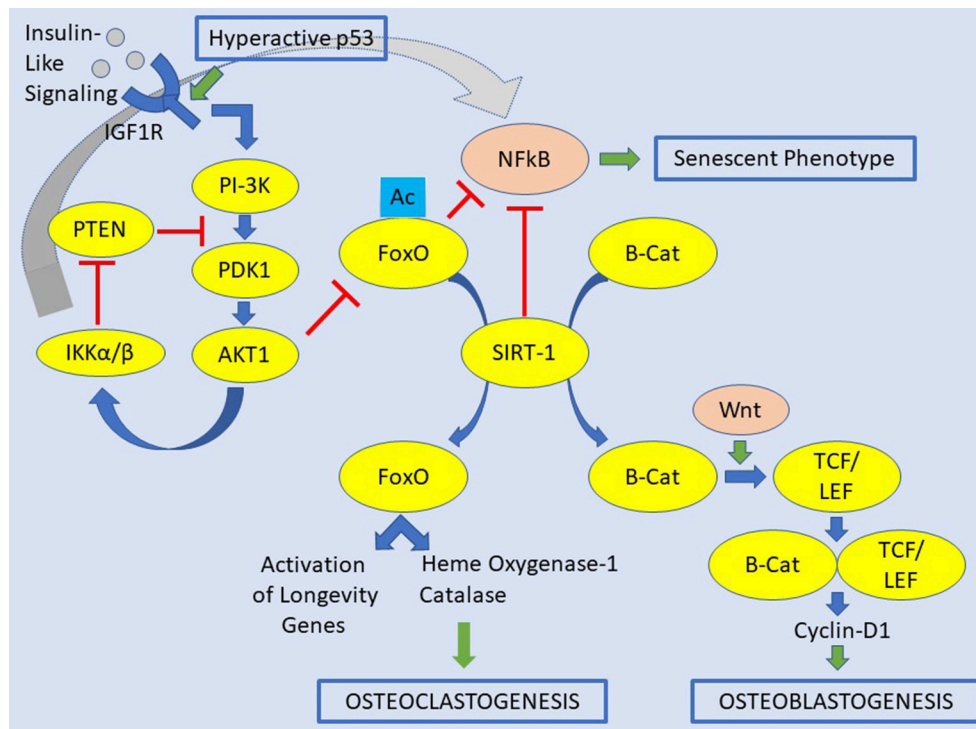 Insulin-
Like
Signaling
Hyperactive p53
IGF1R
NFkB
Senescent Phenotype
PI-3K
Ac
PTEN
FoxO
B-Cat
PDK1
IKKα/β
AKT1
SIRT-1
Wnt
FoxO
B-Cat
TCF/
LEF
Activation
of Longevity
Genes
Heme Oxygenase-1
Catalase
B-Cat
TCF/
LEF
Cyclin-D1
OSTEOCLASTOGENESIS
OSTEOBLASTOGENESIS